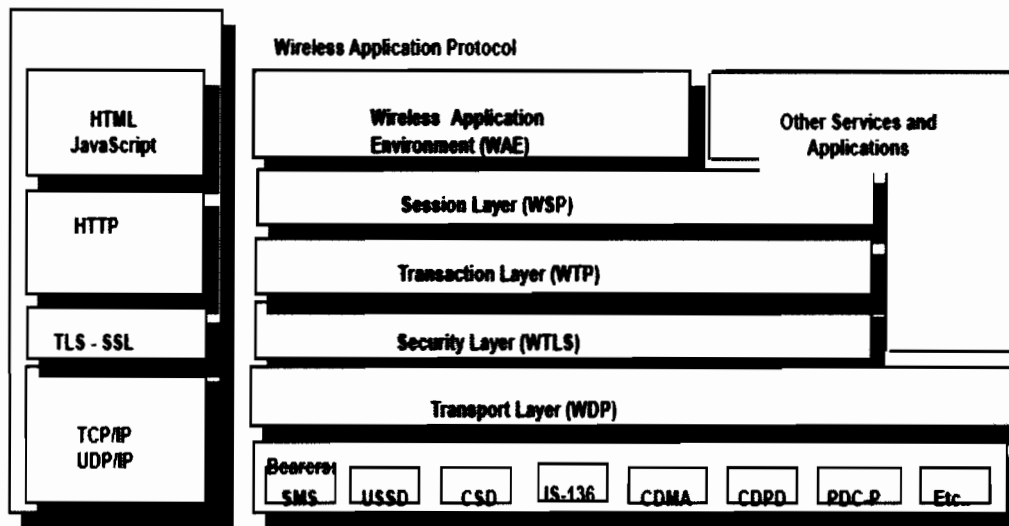 Wireless Application Protocol
HTML
JavaScript
HTTP
TLS - SSL
TCP/IP
UDP/IP
Wireless Application
Environment (WAE)
Other Services and
Applications
Session Layer (WSP)
Transaction Layer (WTP)
Security Layer (WTLS)
Transport Layer (WDP)
Bearers:
SMS USSD CSD IS-136 CDMA CDPD PDC-P Etc..